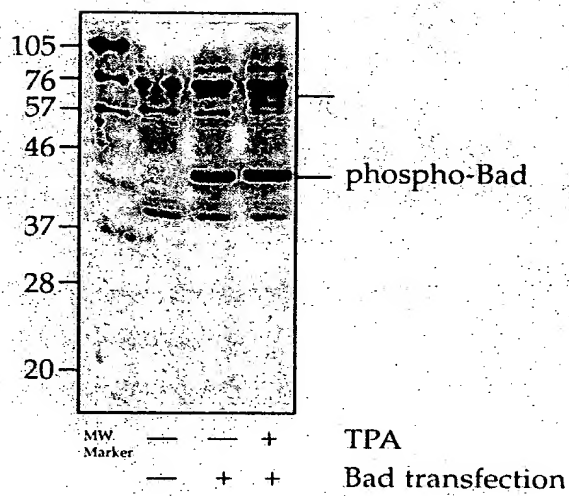 105
76
57
46
phospho-Bad
37
28
20
MW Marker — — + TPA
— + + Bad transfection